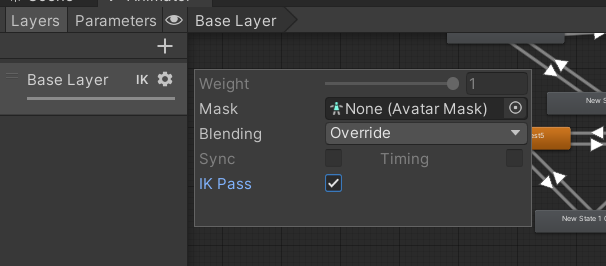 Layers
Parameters
Base Layer
Base Layer
IK
Weight
1
Mask
None (Avatar Mask)
Blending
Override
Sync
Timing
IK Pass
New S
New State 1